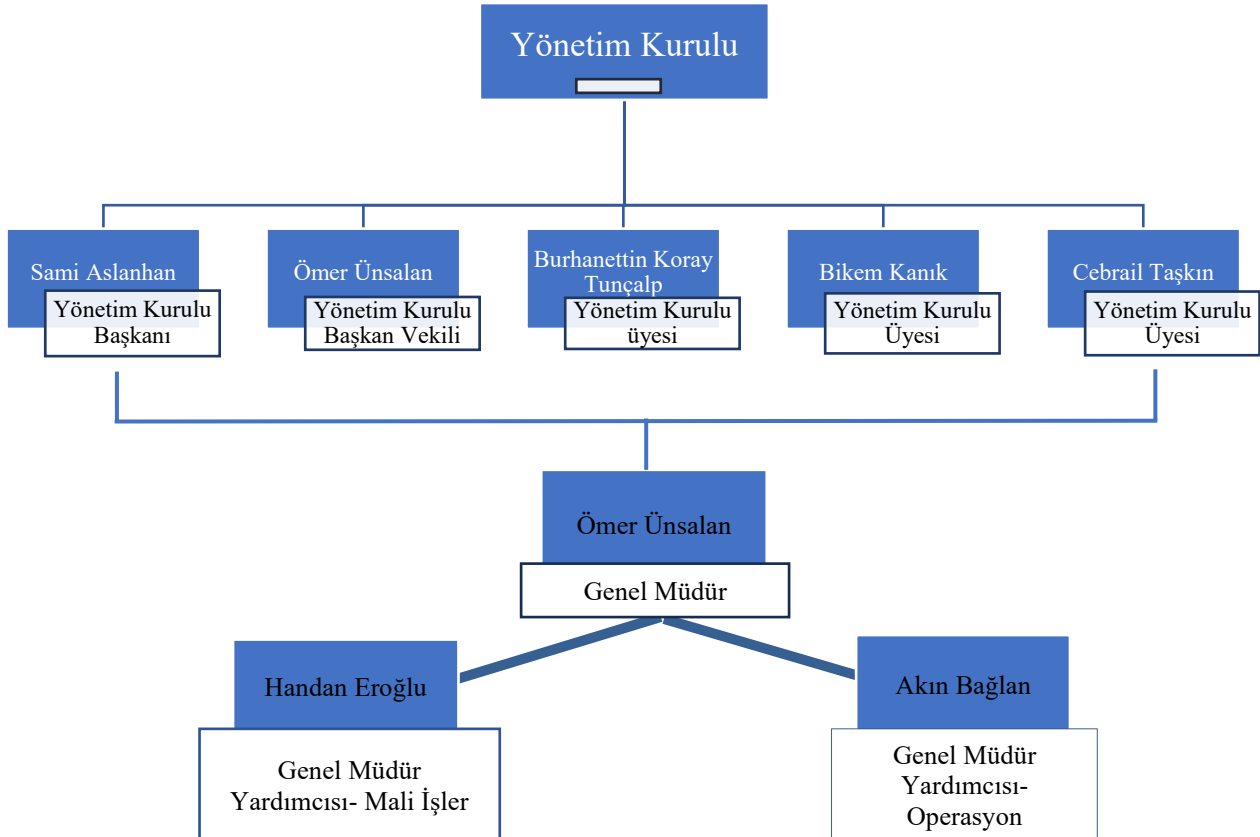 Yönetim Kurulu
Sami Aslanhan
Yönetim Kurulu
Başkanı
Ömer Ünsalan
Yönetim Kurulu
Başkan Vekili
Burhanettin Koray
Tunçalp
Yönetim Kurulu
üyesi
Bikem Kanık
Yönetim Kurulu
Üyesi
Cebrail Taşkın
Yönetim Kurulu
Üyesi
Ömer Ünsalan
Genel Müdür
Handan Eroğlu
Genel Müdür
Yardımcısı- Mali İşler
Akın Bağlan
Genel Müdür
Yardımcısı-
Operasyon